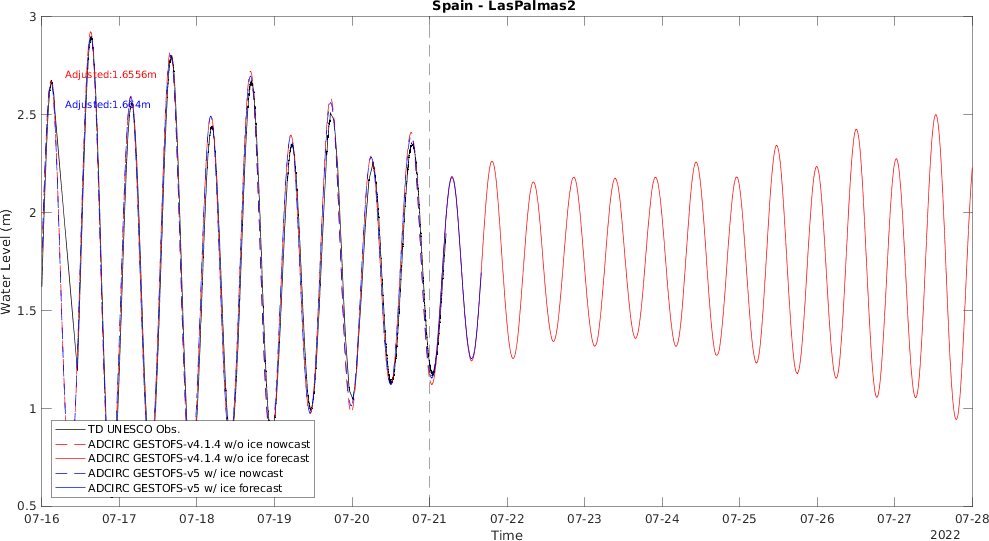 Spain - LasPalmas2
3
2.5
2
1.5
1
0.5
Water Level (m)
Adjusted:1.6556m
Adjusted:1.654m
TD UNESCO Obs.
ADCIRC GESTOFS-v4.1.4 w/o ice nowcast
ADCIRC GESTOFS-v4.1.4 w/o ice forecast
ADCIRC GESTOFS-v5 w/ ice nowcast
ADCIRC GESTOFS-v5 w/ ice forecast
07-16 07-17 07-18 07-19 07-20 07-21 07-22 07-23 07-24 07-25 07-26 07-27 07-28
Time
2022